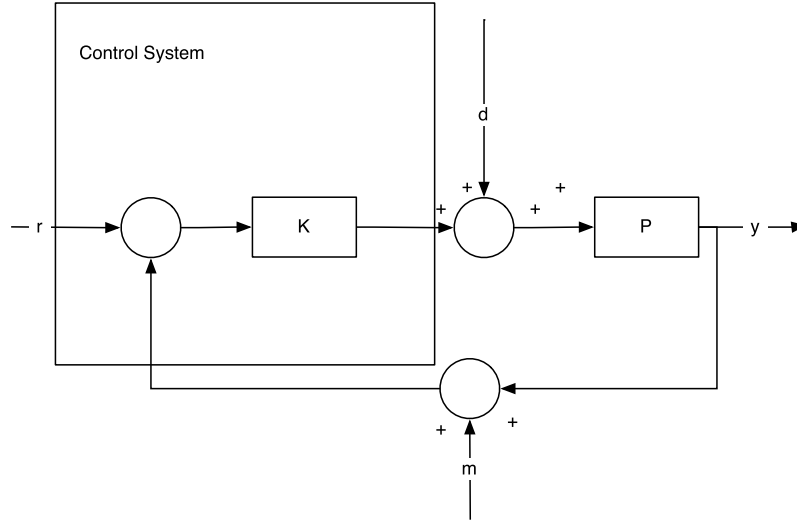 Control System
d
+ +
+ +
r K P y
+ +
m